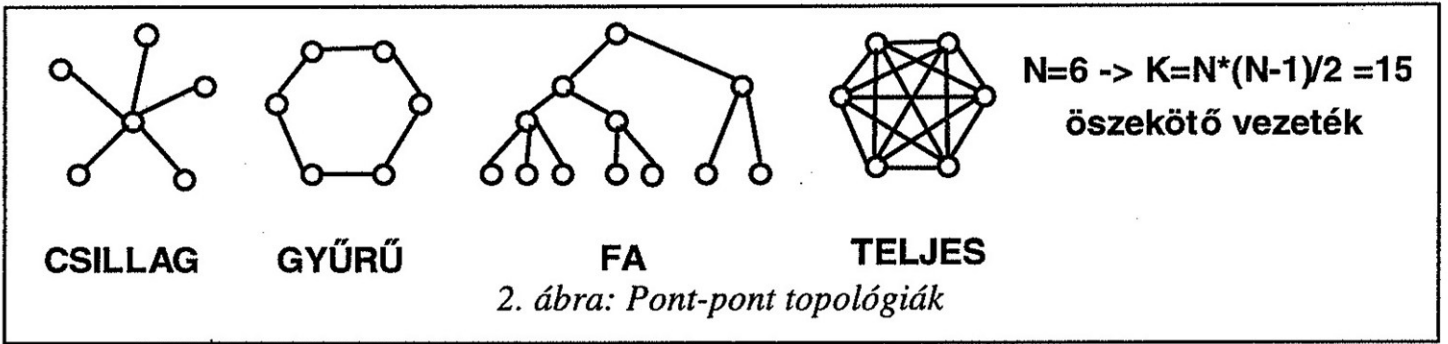 N=6 -> K=N*(N-1)/2 =15
öszekötő vezeték
CSILLAG GYŰRŰ FA TELJES
2. ábra: Pont-pont topológiák